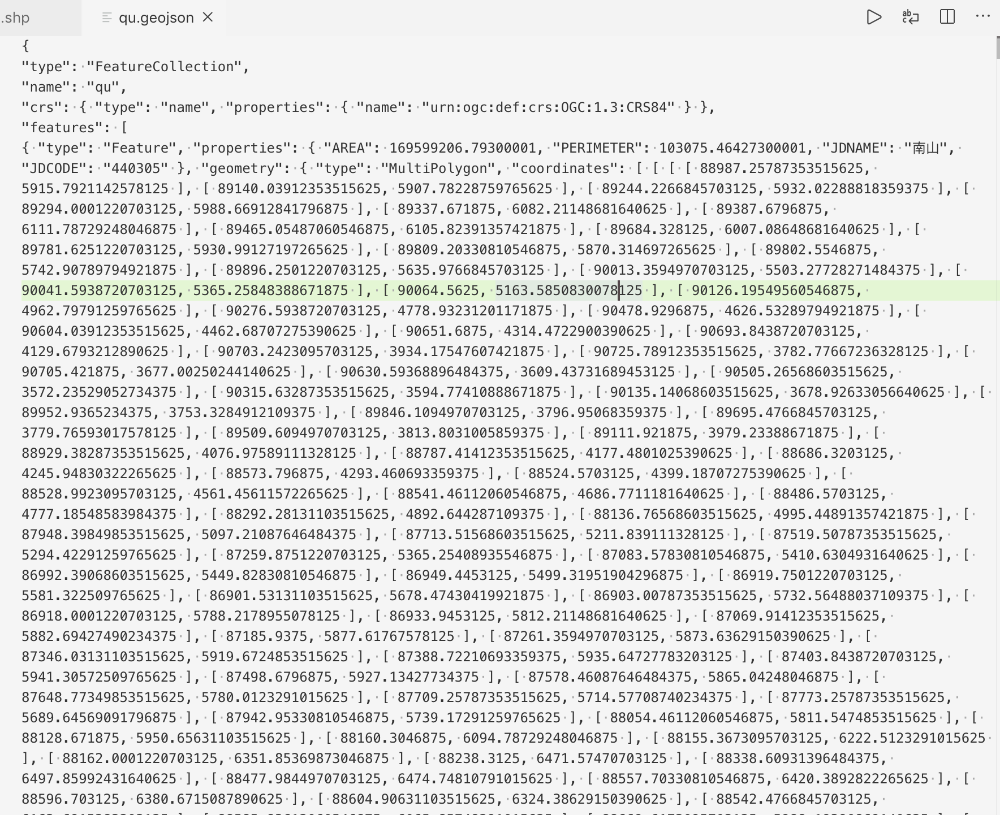 .shp
qu.geojson
{
"type": "FeatureCollection",
"name": "qu",
"crs": { "type": "name", "properties": { "name": "urn:ogc:def:crs:OGC:1.3:CRS84" } },
"features": [
{ "type": "Feature", "properties": { "AREA": 169599206.79300001, "PERIMETER": 103075.46427300001, "JDNAME": "南山",
"JDCODE": "440305" }, "geometry": { "type": "MultiPolygon", "coordinates": [ [ [ [ 88987.25787353515625,
5915.7921142578125 ], [ 89140.03912353515625, 5907.78228759765625 ], [ 89244.2266845703125, 5932.02288818359375 ], [
89294.0001220703125, 5988.66912841796875 ], [ 89337.671875, 6082.21148681640625 ], [ 89387.6796875,
6111.78729248046875 ], [ 89465.05487060546875, 6105.82391357421875 ], [ 89684.328125, 6007.08648681640625 ], [
89781.6251220703125, 5930.99127197265625 ], [ 89809.20330810546875, 5870.314697265625 ], [ 89802.5546875,
5742.90789794921875 ], [ 89896.2501220703125, 5635.9766845703125 ], [ 90013.3594970703125, 5503.27728271484375 ], [
90041.5938720703125, 5365.25848388671875 ], [ 90064.5625, 5163.5850830078125 ], [ 90126.19549560546875,
4962.79791259765625 ], [ 90276.5938720703125, 4778.93231201171875 ], [ 90478.9296875, 4626.53289794921875 ], [
90604.03912353515625, 4462.68707275390625 ], [ 90651.6875, 4314.4722900390625 ], [ 90693.8438720703125,
4129.6793212890625 ], [ 90703.2423095703125, 3934.17547607421875 ], [ 90725.78912353515625, 3782.77667236328125 ], [
90705.421875, 3677.00250244140625 ], [ 90630.59368896484375, 3609.43731689453125 ], [ 90505.26568603515625,
3572.23529052734375 ], [ 90315.63287353515625, 3594.77410888671875 ], [ 90135.14068603515625, 3678.92633056640625 ], [
89952.9365234375, 3753.3284912109375 ], [ 89846.1094970703125, 3796.95068359375 ], [ 89695.4766845703125,
3779.76593017578125 ], [ 89509.6094970703125, 3813.8031005859375 ], [ 89111.921875, 3979.23388671875 ], [
88929.38287353515625, 4076.97589111328125 ], [ 88787.41412353515625, 4177.4801025390625 ], [ 88686.3203125,
4245.94830322265625 ], [ 88573.796875, 4293.460693359375 ], [ 88524.5703125, 4399.18707275390625 ], [
88528.9923095703125, 4561.45611572265625 ], [ 88541.46112060546875, 4686.7711181640625 ], [ 88486.5703125,
4777.18548583984375 ], [ 88292.28131103515625, 4892.644287109375 ], [ 88136.76568603515625, 4995.44891357421875 ], [
87948.39849853515625, 5097.21087646484375 ], [ 87713.51568603515625, 5211.839111328125 ], [ 87519.50787353515625,
5294.42291259765625 ], [ 87259.8751220703125, 5365.25408935546875 ], [ 87083.57830810546875, 5410.6304931640625 ], [
86992.39068603515625, 5449.82830810546875 ], [ 86949.4453125, 5499.31951904296875 ], [ 86919.7501220703125,
5581.322509765625 ], [ 86901.53131103515625, 5678.47430419921875 ], [ 86903.00787353515625, 5732.56488037109375 ], [
86918.0001220703125, 5788.2178955078125 ], [ 86933.9453125, 5812.21148681640625 ], [ 87069.91412353515625,
5882.69427490234375 ], [ 87185.9375, 5877.61767578125 ], [ 87261.3594970703125, 5873.63629150390625 ], [
87346.03131103515625, 5919.6724853515625 ], [ 87388.72210693359375, 5935.64727783203125 ], [ 87403.8438720703125,
5941.30572509765625 ], [ 87498.6796875, 5927.13427734375 ], [ 87578.46087646484375, 5865.04248046875 ], [
87648.77349853515625, 5780.0123291015625 ], [ 87709.25787353515625, 5714.57708740234375 ], [ 87773.25787353515625,
5689.64569091796875 ], [ 87942.95330810546875, 5739.17291259765625 ], [ 88054.46112060546875, 5811.5474853515625 ], [
88128.671875, 5950.65631103515625 ], [ 88160.3046875, 6094.78729248046875 ], [ 88155.3673095703125, 6222.5123291015625
], [ 88162.0001220703125, 6351.85369873046875 ], [ 88238.3125, 6471.57470703125 ], [ 88338.60931396484375,
6497.85992431640625 ], [ 88477.9844970703125, 6474.74810791015625 ], [ 88557.70330810546875, 6420.3892822265625 ], [
88596.703125, 6380.6715087890625 ], [ 88604.90631103515625, 6324.38629150390625 ], [ 88542.4766845703125,